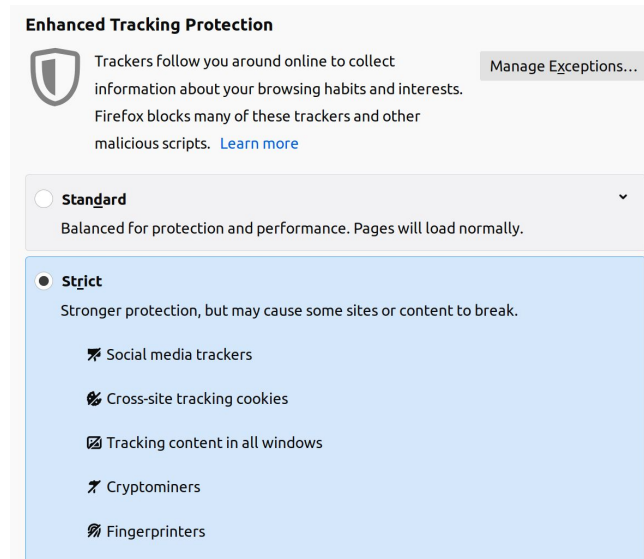 Enhanced Tracking Protection
Trackers follow you around online to collect
Manage Exceptions...
information about your browsing habits and interests.
Firefox blocks many of these trackers and other
malicious scripts. Learn more
Standard
Balanced for protection and performance. Pages will load normally.
Strict
Stronger protection, but may cause some sites or content to break.
Social media trackers
Cross-site tracking cookies
Tracking content in all windows
Cryptominers
Fingerprinters